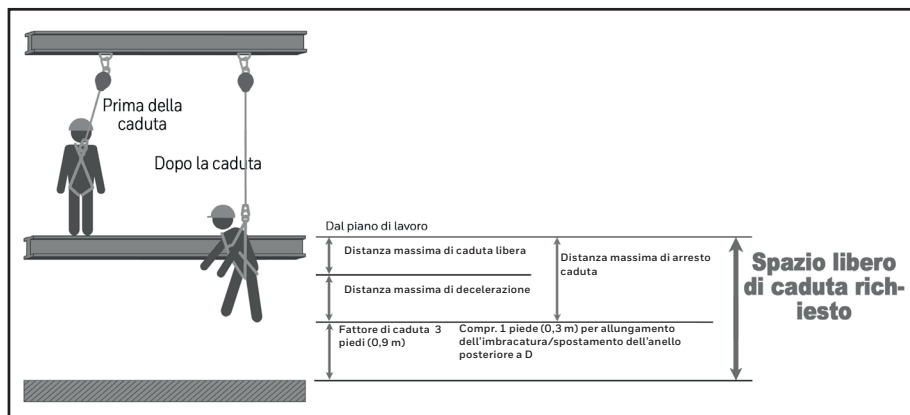 Prima della
caduta
Dopo la caduta
Dal piano di lavoro
Distanza massima di caduta libera
Distanza massima di arresto
caduta
Distanza massima di decelerazione
Fattore di caduta 3
piedi (0,9 m)
Compr. 1 piede (0,3 m) per allungamento
dell'imbracatura/spostamento dell'anello
posteriore a D
Spazio libero
di caduta rich-
iesto